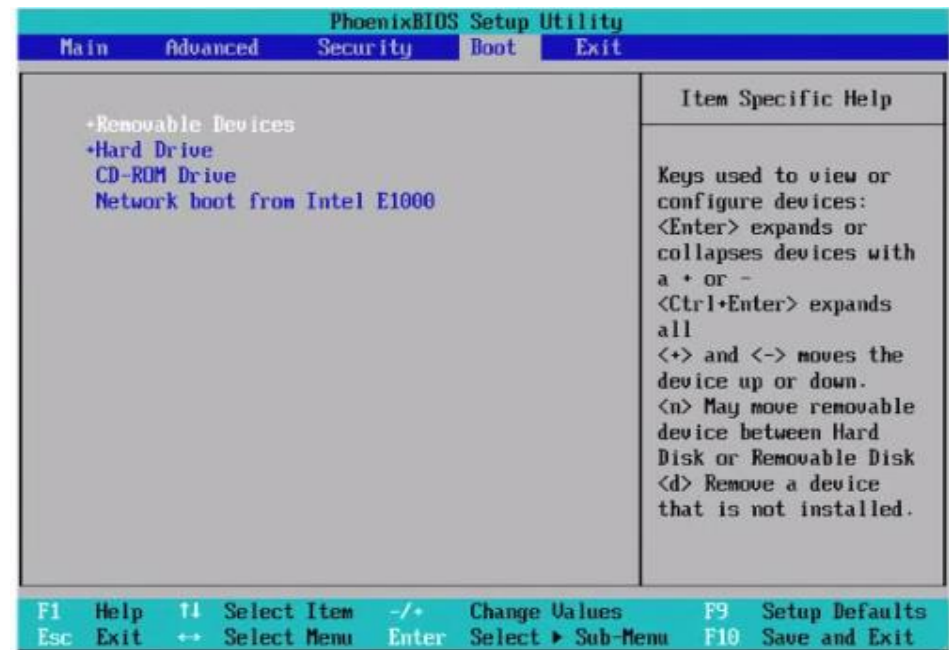 PhoenixBIOS Setup Utility
Main Advanced Security Boot Exit
+Removable Devices
+Hard Drive
CD-ROM Drive
Network boot from Intel E1000
Item Specific Help
Keys used to view or
configure devices:
<Enter> expands or
collapses devices with
a + or -
<Ctrl+Enter> expands
all
<+> and <-> moves the
device up or down.
<n> May move removable
device between Hard
Disk or Removable Disk
<d> Remove a device
that is not installed.
F1 Help ↑↓ Select Item -/+ Change Values F9 Setup Defaults
Esc Exit ↔ Select Menu Enter Select ▶ Sub-Menu F10 Save and Exit